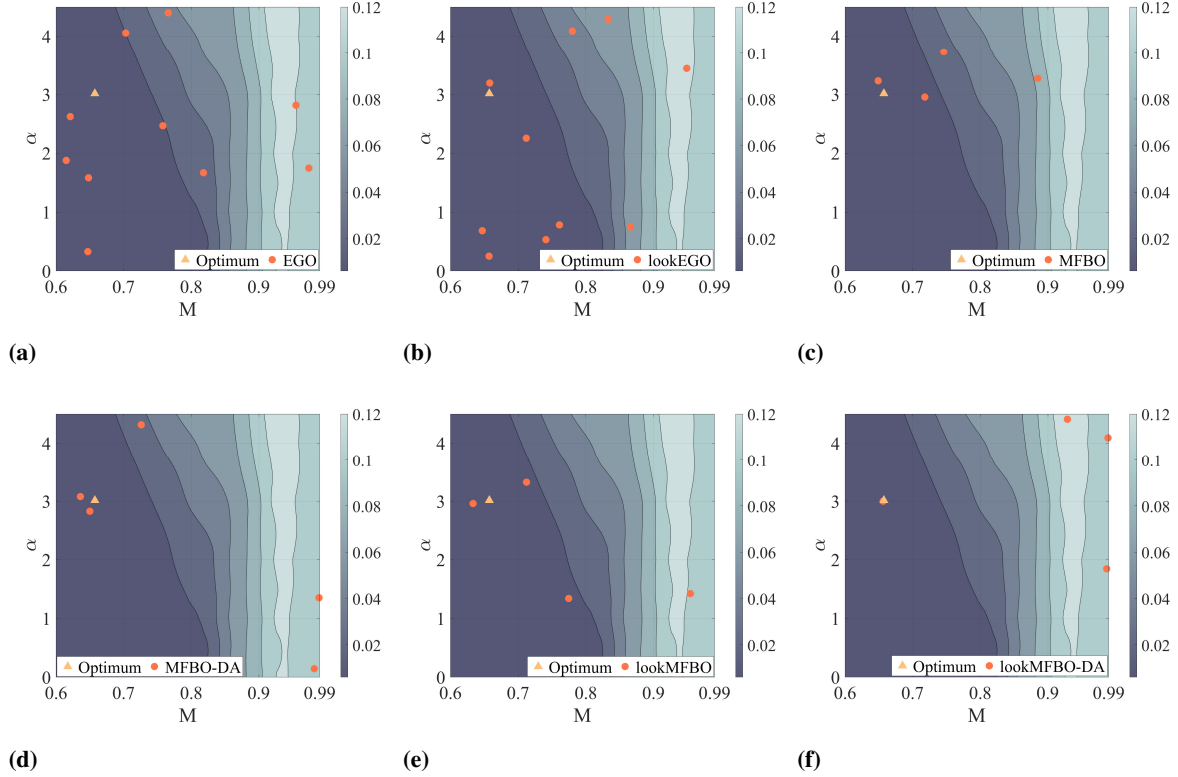 4
3
2
1
0
α
0.6 0.7 0.8 0.9 0.99
M
Optimum EGO
0.12
0.1
0.08
0.06
0.04
0.02
(a)
4
3
2
1
0
α
0.6 0.7 0.8 0.9 0.99
M
Optimum lookEGO
0.12
0.1
0.08
0.06
0.04
0.02
(b)
4
3
2
1
0
α
0.6 0.7 0.8 0.9 0.99
M
Optimum MFBO
0.12
0.1
0.08
0.06
0.04
0.02
(c)
4
3
2
1
0
α
0.6 0.7 0.8 0.9 0.99
M
Optimum MFBO-DA
0.12
0.1
0.08
0.06
0.04
0.02
(d)
4
3
2
1
0
α
0.6 0.7 0.8 0.9 0.99
M
Optimum lookMFBO
0.12
0.1
0.08
0.06
0.04
0.02
(e)
4
3
2
1
0
α
0.6 0.7 0.8 0.9 0.99
M
Optimum lookMFBO-DA
0.12
0.1
0.08
0.06
0.04
0.02
(f)